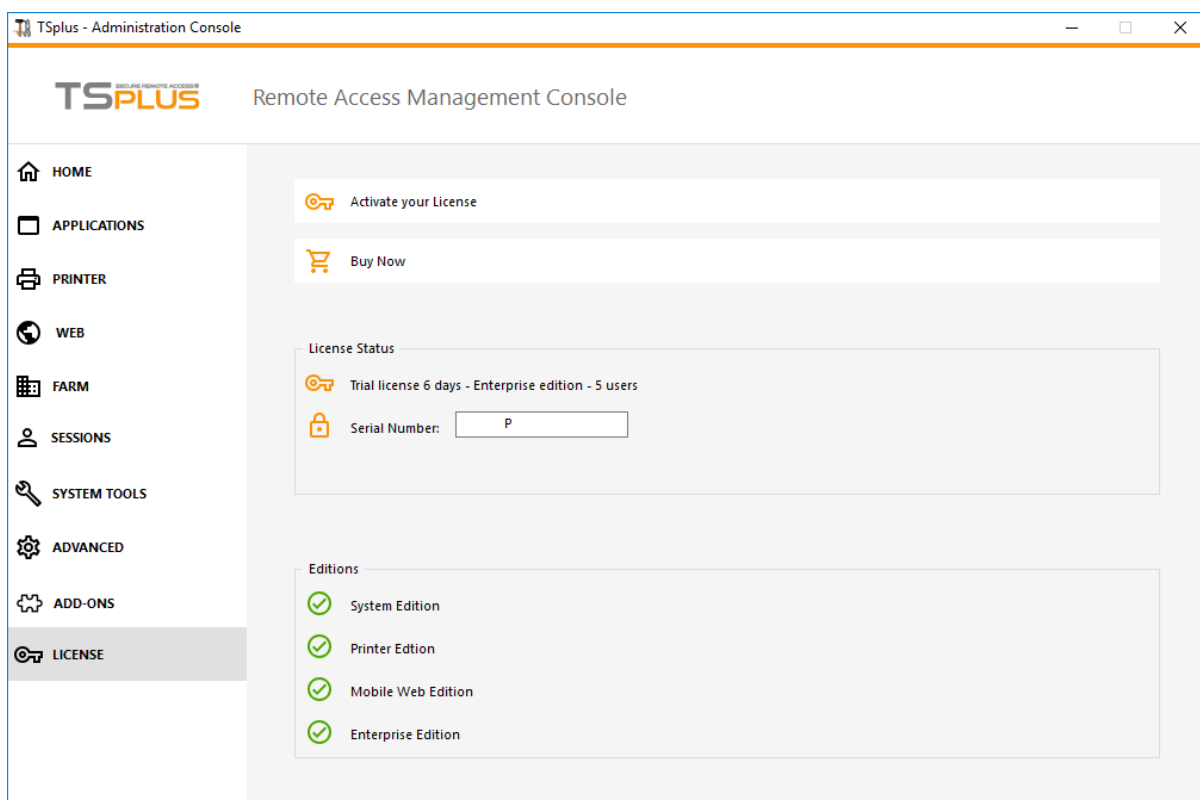 TSplus - Administration Console
TSPLUS SECURE REMOTE ACCESS®
Remote Access Management Console
HOME
APPLICATIONS
PRINTER
WEB
FARM
SESSIONS
SYSTEM TOOLS
ADVANCED
ADD-ONS
LICENSE
Activate your License
Buy Now
License Status
Trial license 6 days - Enterprise edition - 5 users
Serial Number: P
Editions
System Edition
Printer Edtion
Mobile Web Edition
Enterprise Edition